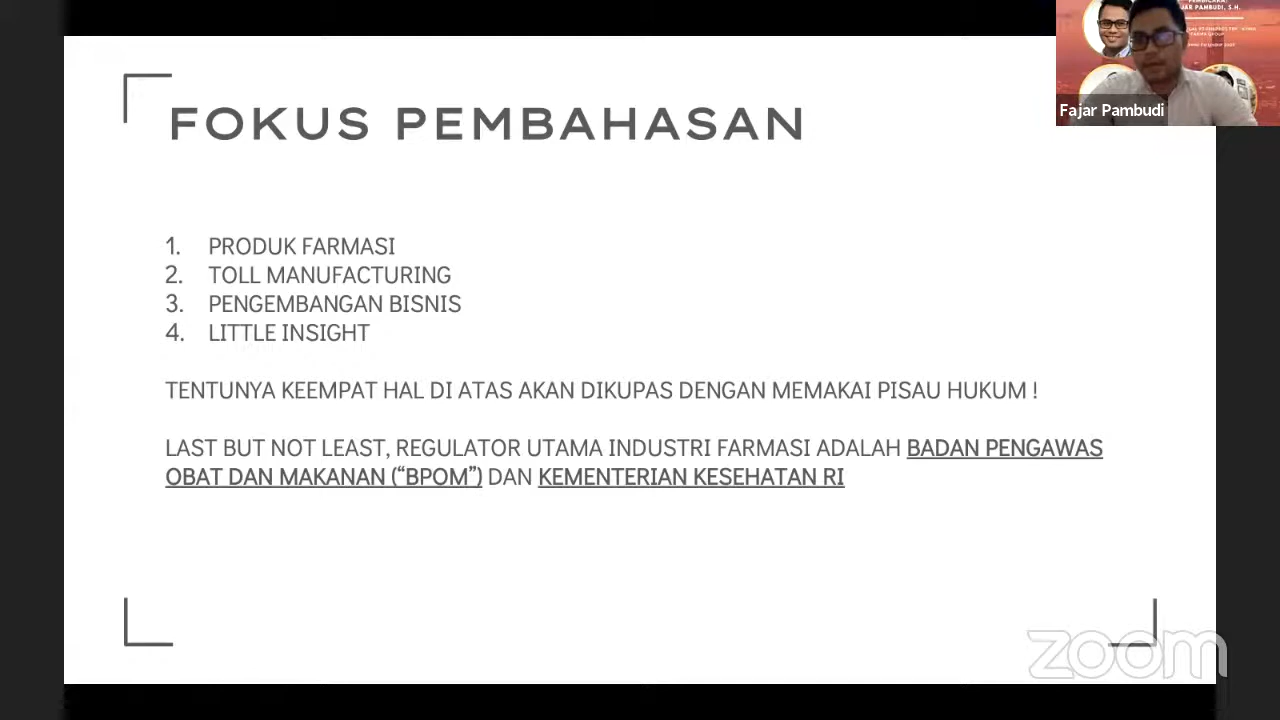 FOKUS PEMBAHASAN
1. PRODUK FARMASI
2. TOLL MANUFACTURING
3. PENGEMBANGAN BISNIS
4. LITTLE INSIGHT
TENTUNYA KEEMPAT HAL DI ATAS AKAN DIKUPAS DENGAN MEMAKAI PISAU HUKUM !
LAST BUT NOT LEAST, REGULATOR UTAMA INDUSTRI FARMASI ADALAH BADAN PENGAWAS
OBAT DAN MAKANAN (“BPOM”) DAN KEMENTERIAN KESEHATAN RI
PAMBUDI, S.H.
Fajar Pambudi
zoom